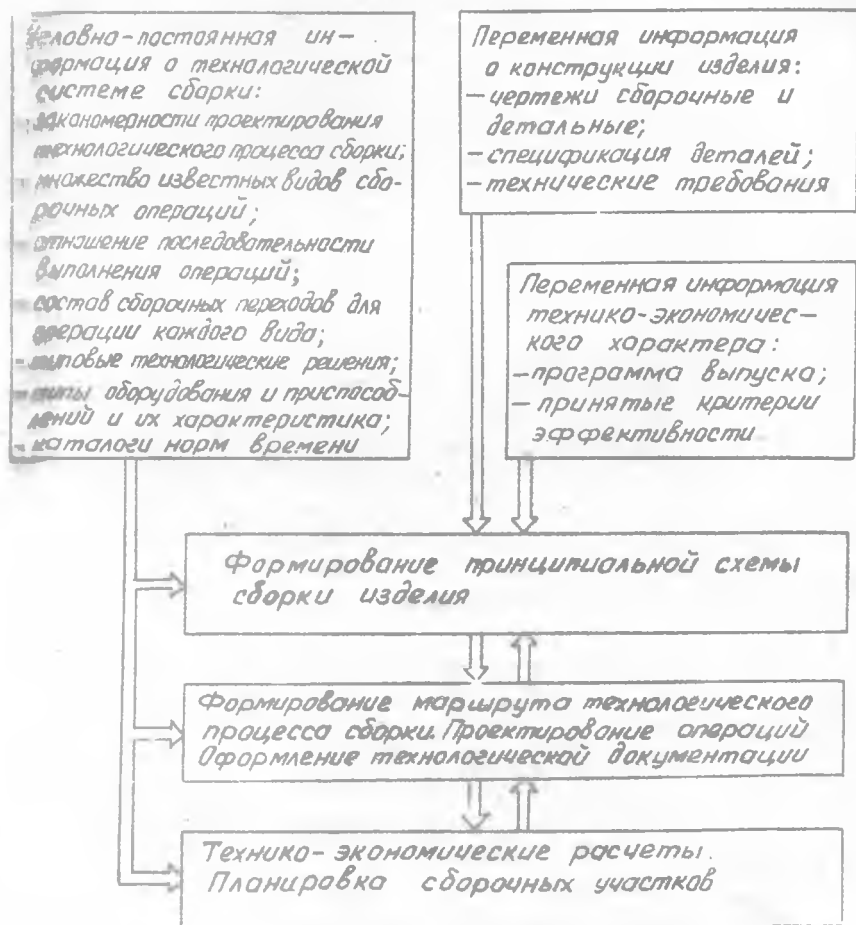 Условно-постоянная ин-
формация о технологической
системе сборки:
- закономерности проектирования
технологического процесса сборки;
- множество известных видов сбо-
рочных операций;
- отношение последовательности
выполнения операций;
- состав сборочных переходов для
операции каждого вида;
- типовые технологические решения;
- типы оборудования и приспособ-
лений и их характеристика;
- каталоги норм времени
Переменная информация
о конструкции изделия:
- чертежи сборочные и
детальные;
- спецификация деталей;
- технические требования
Переменная информация
технико-экономичес-
кого характера:
- программа выпуска;
- принятые критерии
эффективности
Формирование принципиальной схемы
сборки изделия
Формирование маршрута технологического
процесса сборки. Проектирование операций
Оформление технологической документации
Технико-экономические расчеты.
Планировка сборочных участков